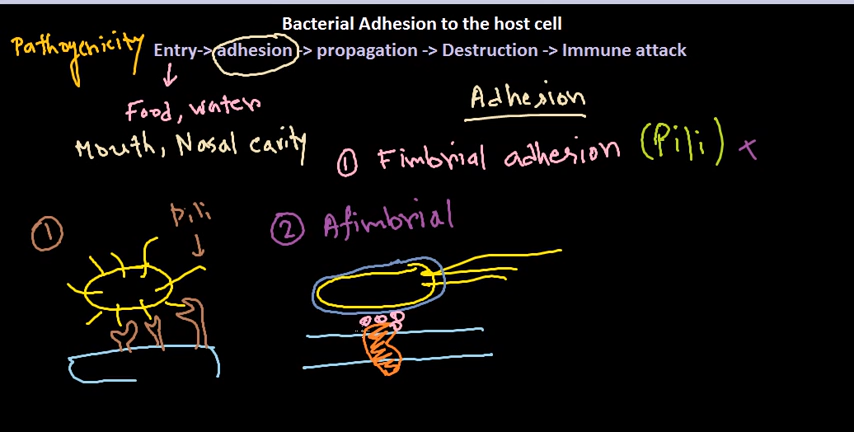 Bacterial Adhesion to the host cell
Pathogenicity Entry-> adhesion -> propagation -> Destruction -> Immune attack
Food, water
Mouth, Nasal cavity
Adhesion
① Fimbrial adhesion (Pili) x
② Afimbrial
① pili